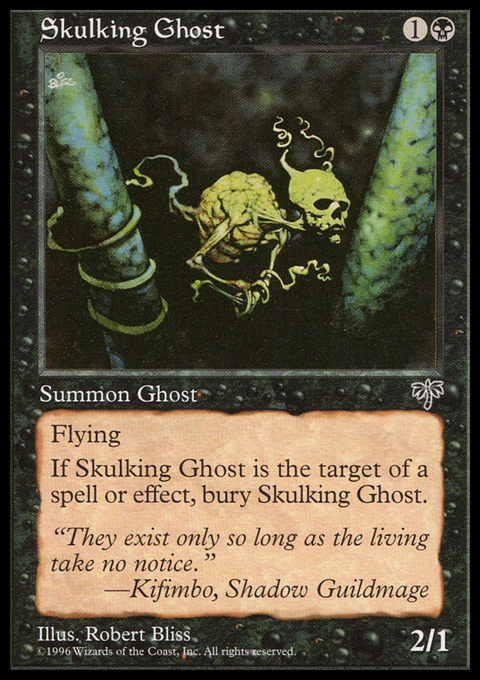 Skulking Ghost 1
Bliss
Summon Ghost
Flying
If Skulking Ghost is the target of a
spell or effect, bury Skulking Ghost.
“They exist only so long as the living
take no notice.”
—Kifimbo, Shadow Guildmage
Illus. Robert Bliss
©1996 Wizards of the Coast, Inc. All rights reserved.
2/1